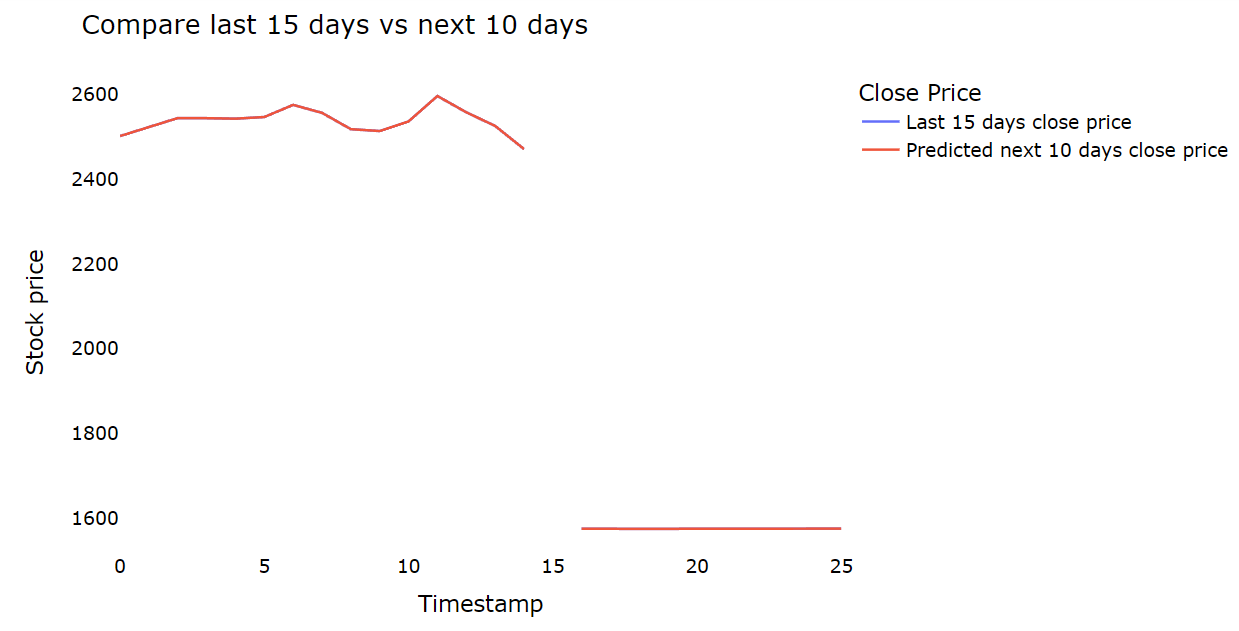 Compare last 15 days vs next 10 days
Close Price
Last 15 days close price
Predicted next 10 days close price
Stock price
2600
2400
2200
2000
1800
1600
0 5 10 15 20 25
Timestamp